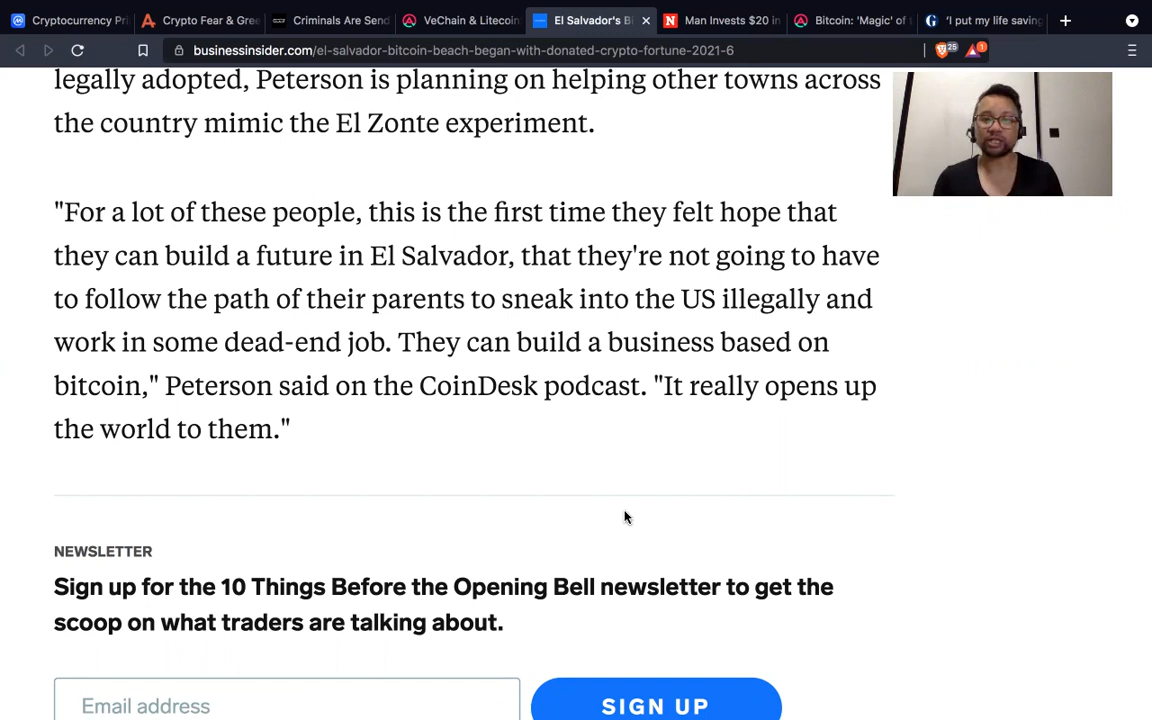 Cryptocurrency Pri
Crypto Fear & Gre
Criminals Are Send
VeChain & Litecoin
El Salvador's Bi
Man Invests $20 in
Bitcoin: 'Magic' of
'I put my life saving
businessinsider.com/el-salvador-bitcoin-beach-began-with-donated-crypto-fortune-2021-6
25
1
legally adopted, Peterson is planning on helping other towns across
the country mimic the El Zonte experiment.
"For a lot of these people, this is the first time they felt hope that
they can build a future in El Salvador, that they're not going to have
to follow the path of their parents to sneak into the US illegally and
work in some dead-end job. They can build a business based on
bitcoin," Peterson said on the CoinDesk podcast. "It really opens up
the world to them."
NEWSLETTER
Sign up for the 10 Things Before the Opening Bell newsletter to get the
scoop on what traders are talking about.
Email address
SIGN UP